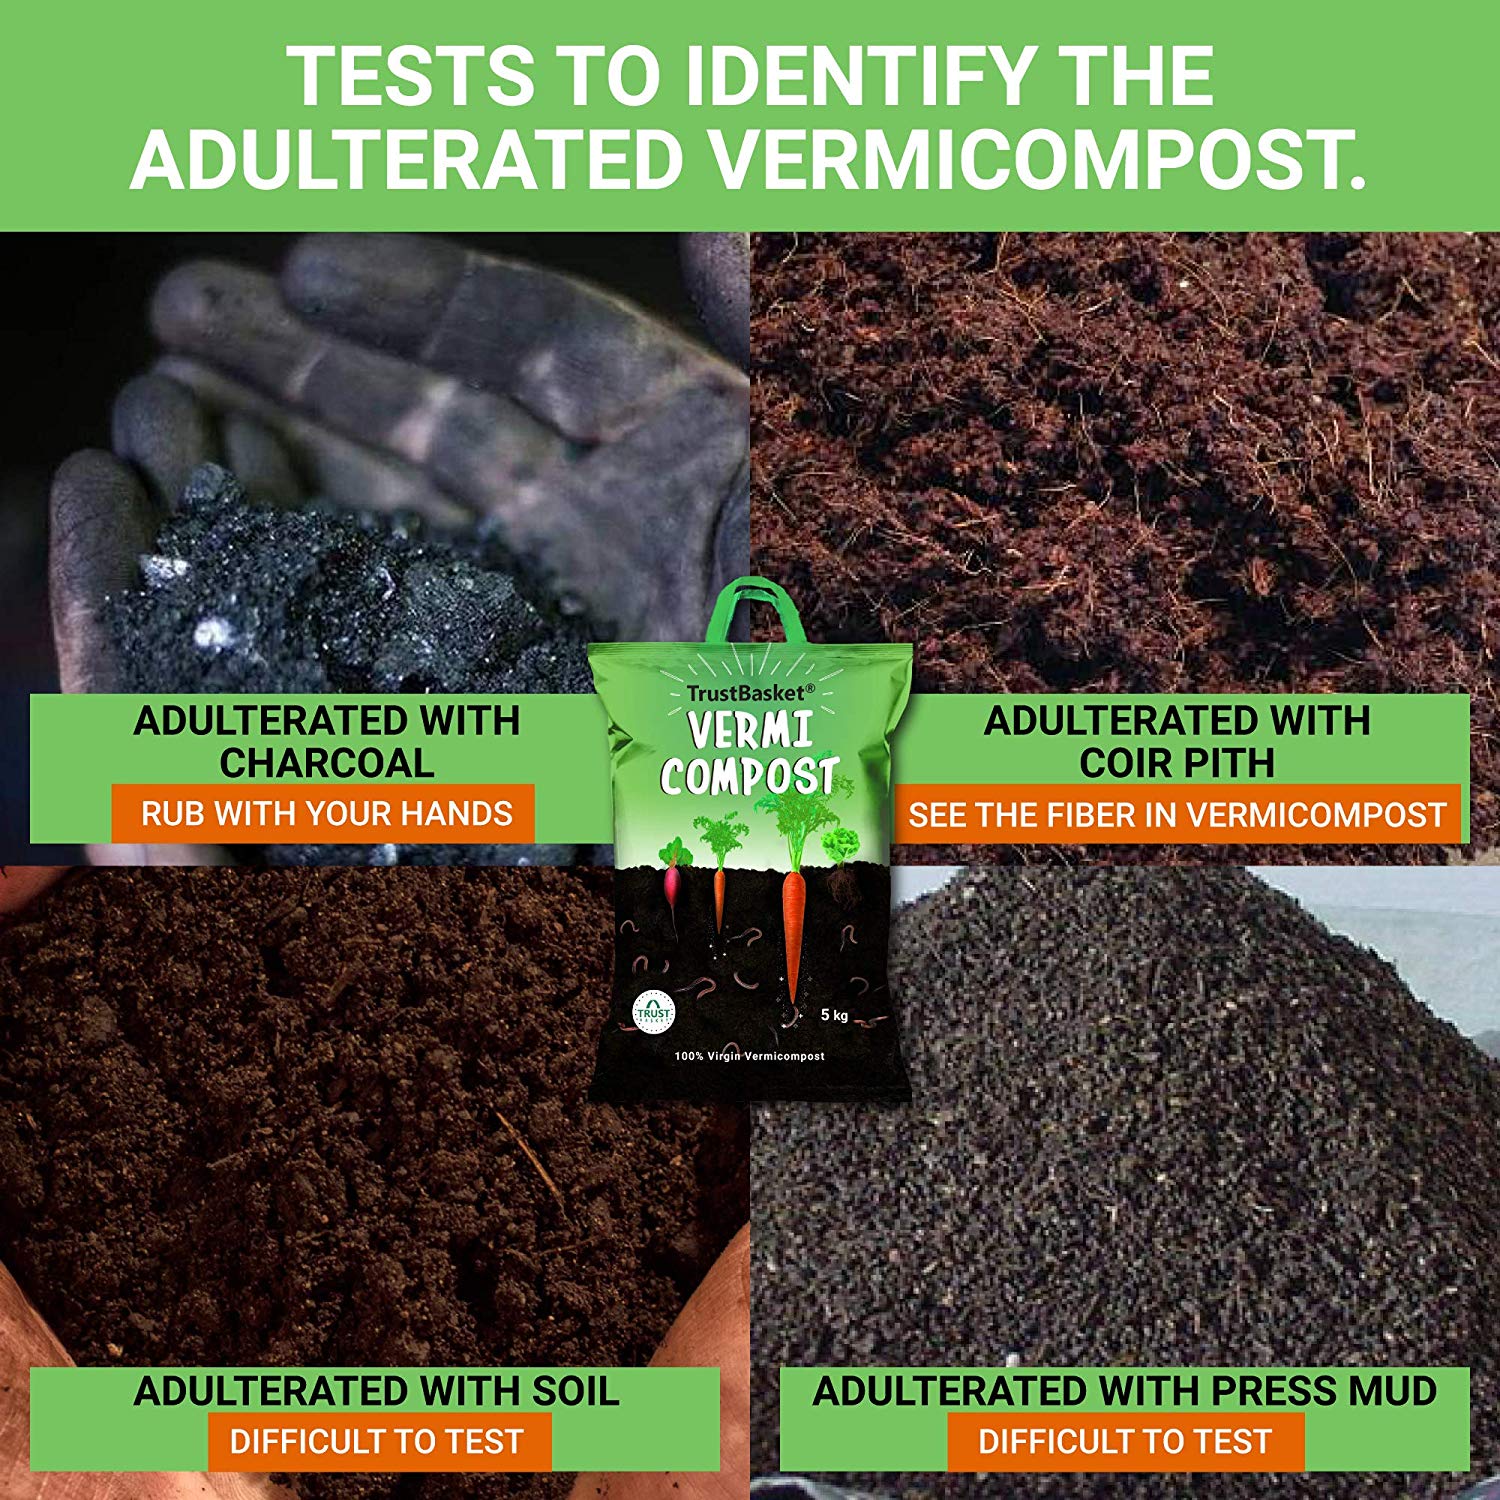 TESTS TO IDENTIFY THE
ADULTERATED VERMICOMPOST.
ADULTERATED WITH
CHARCOAL
RUB WITH YOUR HANDS
ADULTERATED WITH
COIR PITH
SEE THE FIBER IN VERMICOMPOST
TrustBasket®
VERMI
COMPOST
TRUST
BASKET
5 kg
100% Virgin Vermicompost
ADULTERATED WITH SOIL
DIFFICULT TO TEST
ADULTERATED WITH PRESS MUD
DIFFICULT TO TEST